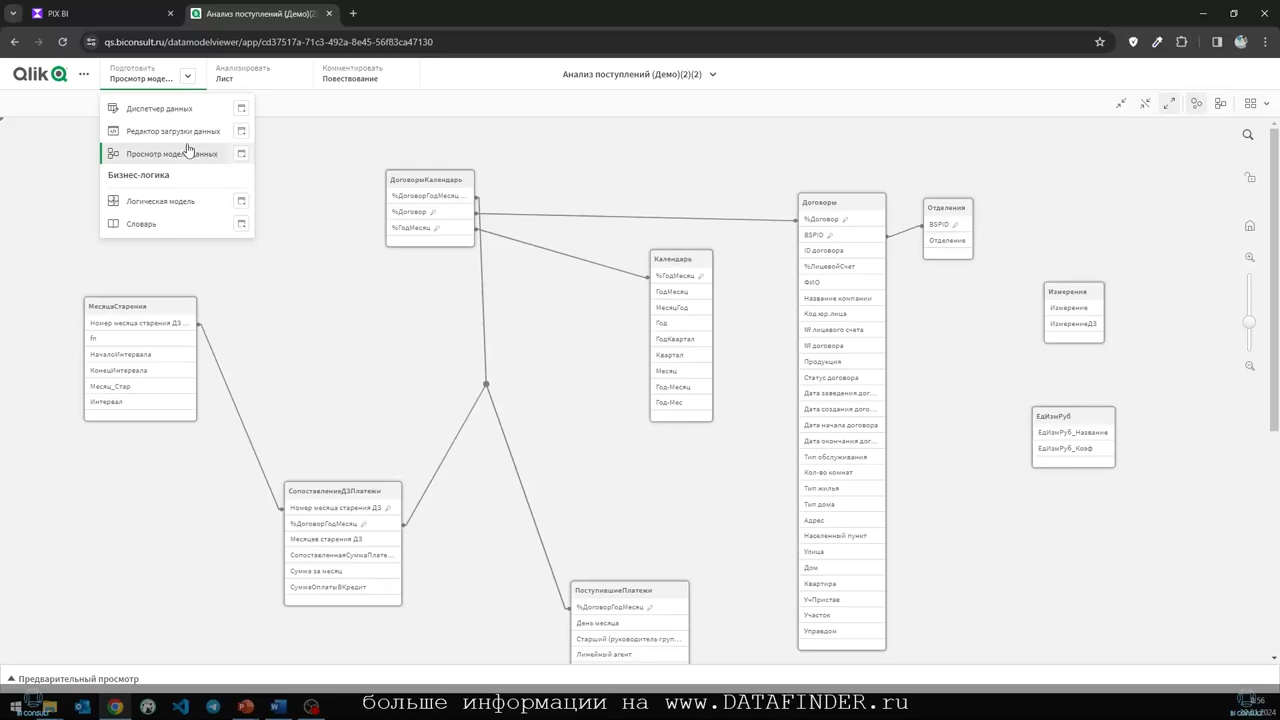 PIX BI
Анализ поступлений (Демо)(2)(
qs.biconsult.ru/datamodelviewer/app/cd37517a-71c3-492a-8e45-56f83ca47130
Qlik
Подготовить
Просмотр моде...
Анализировать
Лист
Комментировать
Повествование
Анализ поступлений (Демо)(2)(2)
Диспетчер данных
Редактор загрузки данных
Просмотр модели данных
Бизнес-логика
Логическая модель
Словарь
ДоговорыКалендарь
%ДоговорГодМесяц ...
%Договор
%ГодМесяц
Календарь
%ГодМесяц
ГодМесяц
МесяцГод
Год
ГодКвартал
Квартал
Месяц
Год-Месяц
Год-Мес
Договоры
%Договор
BSPID
ID договора
%ЛицевойСчет
ФИО
Название компании
Код юр.лица
№ лицевого счета
№ договора
Продукция
Статус договора
Дата заведения дог...
Дата создания дого...
Дата начала договора
Дата окончания дог...
Тип обслуживания
Кол-во комнат
Тип жилья
Тип дома
Адрес
Населенный пункт
Улица
Дом
Квартира
УчПристав
Участок
Управдом
Отделения
BSPID
Отделение
Измерения
Измерение
ИзмерениеДЗ
ЕдИзмРуб
ЕдИзмРуб_Название
ЕдИзмРуб_Коэф
МесяцаСтарения
Номер месяца старения ДЗ ...
fn
НачалоИнтервала
КонецИнтервала
Месяц_Стар
Интервал
СопоставлениеДЗПлатежи
Номер месяца старения ДЗ
%ДоговорГодМесяц
Месяцев старения ДЗ
СопоставленнаяСуммаПлате...
Сумма за месяц
СуммаОплатыВКредит
ПоступившиеПлатежи
%ДоговорГодМесяц
День месяца
Старший (руководитель груп...
Линейный агент
Предварительный просмотр
больше информации на www.DATAFINDER.ru
BI CONSULT